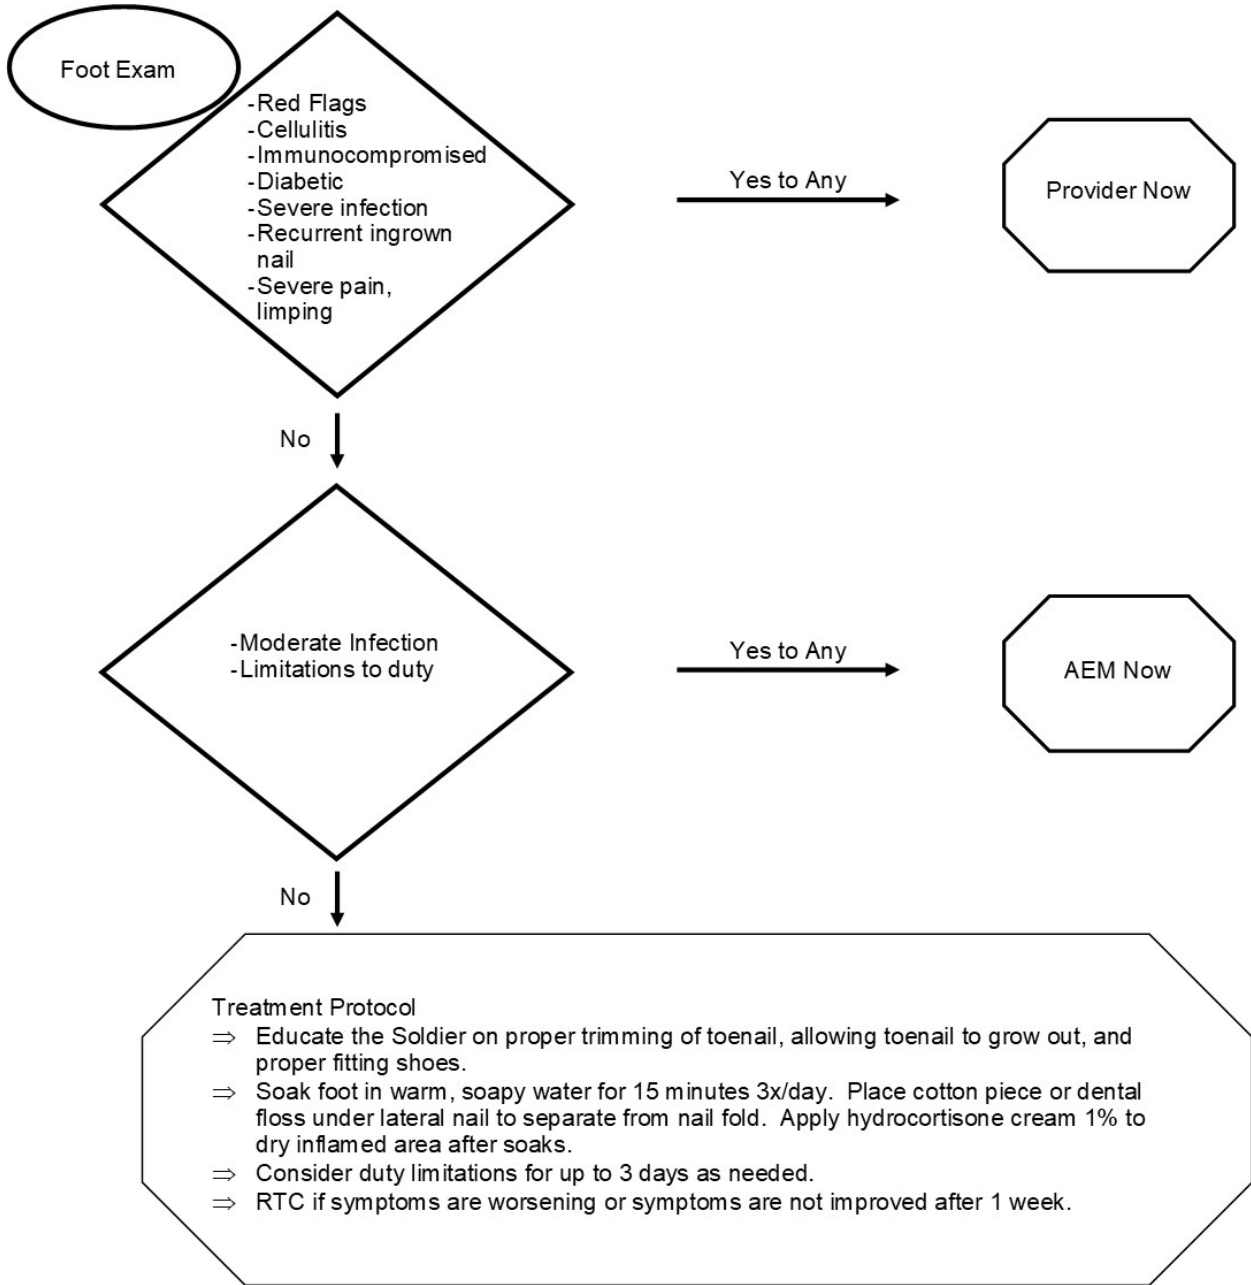 Foot Exam
-Red Flags
-Cellulitis
-Immunocompromised
-Diabetic
-Severe infection
-Recurrent ingrown
nail
-Severe pain,
limping
Yes to Any
Provider Now
No
-Moderate Infection
-Limitations to duty
Yes to Any
AEM Now
No
Treatment Protocol
⇒ Educate the Soldier on proper trimming of toenail, allowing toenail to grow out, and
proper fitting shoes.
⇒ Soak foot in warm, soapy water for 15 minutes 3x/day. Place cotton piece or dental
floss under lateral nail to separate from nail fold. Apply hydrocortisone cream 1% to
dry inflamed area after soaks.
⇒ Consider duty limitations for up to 3 days as needed.
⇒ RTC if symptoms are worsening or symptoms are not improved after 1 week.